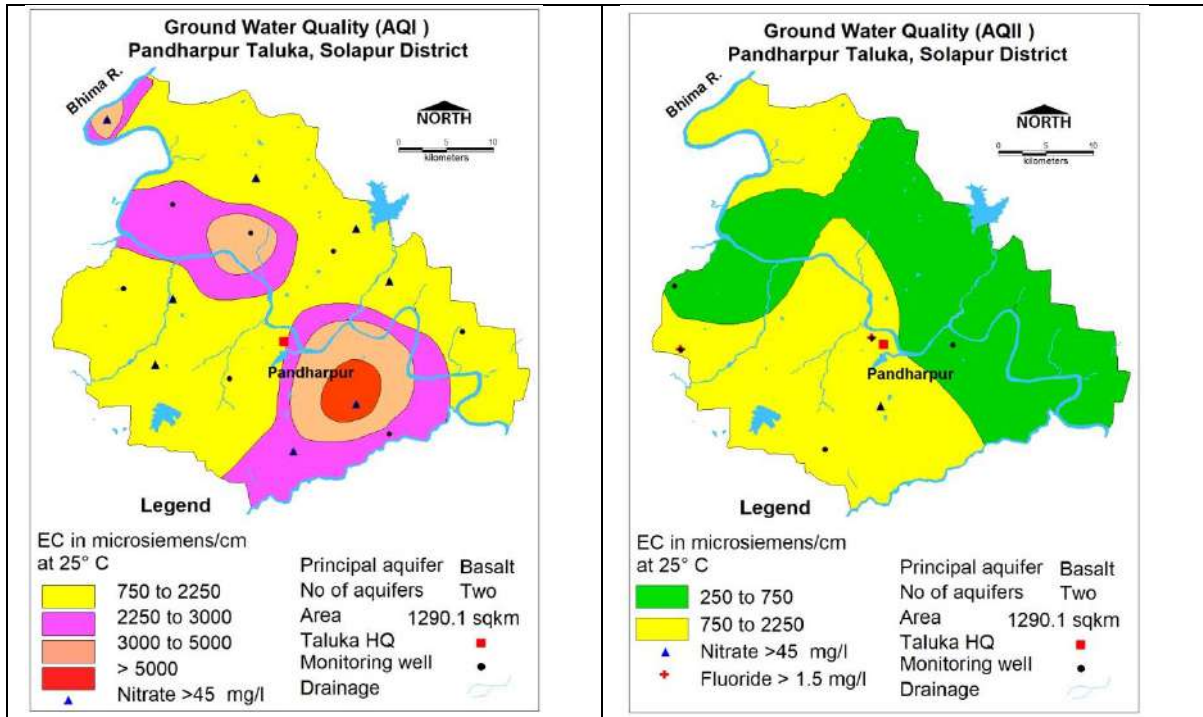 Ground Water Quality (AQI )
Pandharpur Taluka, Solapur District
Bhima R.
NORTH
0 5 10
kilometers
Pandharpur
Legend
EC in microsiemens/cm
at 25° C
750 to 2250
2250 to 3000
3000 to 5000
> 5000
Nitrate >45 mg/l
Principal aquifer Basalt
No of aquifers Two
Area 1290.1 sqkm
Taluka HQ
Monitoring well
Drainage
Ground Water Quality (AQII )
Pandharpur Taluka, Solapur District
Bhima R.
NORTH
0 5 10
kilometers
Pandharpur
Legend
EC in microsiemens/cm
at 25° C
250 to 750
750 to 2250
Nitrate >45 mg/l
Fluoride > 1.5 mg/l
Principal aquifer Basalt
No of aquifers Two
Area 1290.1 sqkm
Taluka HQ
Monitoring well
Drainage